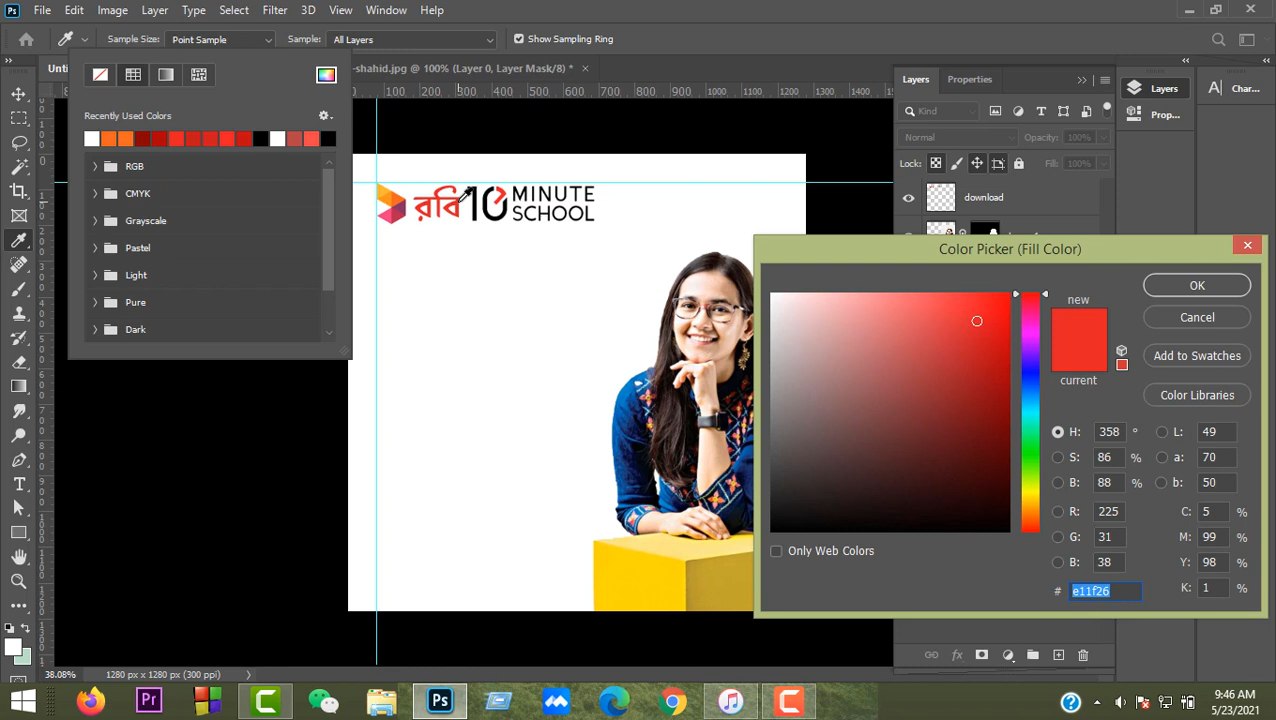 Ps File Edit Image Layer Type Select Filter 3D View Window Help
Sample Size: Point Sample Sample: All Layers Show Sampling Ring
-shahid.jpg @ 100% (Layer 0, Layer Mask/8) *
Recently Used Colors
RGB
CMYK
Grayscale
Pastel
Light
Pure
Dark
রবি 10 MINUTE SCHOOL
Layers Properties
Kind
Normal Opacity: 100%
Lock: Fill: 100%
download
Layers
Prop...
Char...
Color Picker (Fill Color)
new
current
OK
Cancel
Add to Swatches
Color Libraries
H: 358 ° L: 49
S: 86 % a: 70
B: 88 % b: 50
R: 225 C: 5 %
G: 31 M: 99 %
B: 38 Y: 98 %
# e11f26 K: 1 %
Only Web Colors
38.08% 1280 px x 1280 px (300 ppi)
Pr Ps
9:46 AM
5/23/2021